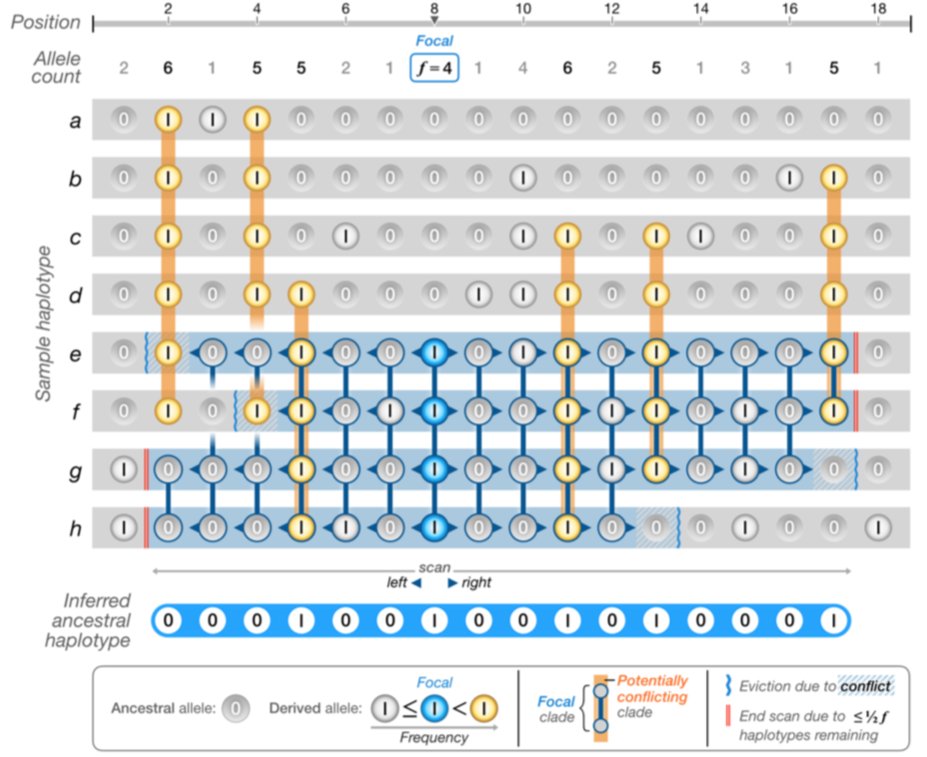 Position 2 4 6 8 10 12 14 16 18
Focal
Allele count 2 6 1 5 5 2 1 f=4 1 4 6 2 5 1 3 1 5 1
Sample haplotype
a 0 I I I 0 0 0 0 0 0 0 0 0 0 0 0 0 0
b 0 I 0 I 0 0 0 0 0 I 0 0 0 0 0 I I 0
c 0 I 0 I 0 I 0 0 0 I I 0 I I 0 0 I 0
d 0 I 0 I I 0 0 0 I I I 0 I 0 0 0 I 0
e 0 I 0 0 I 0 0 I 0 I I 0 I 0 0 0 I 0
f 0 I 0 I I 0 I I 0 0 I I I 0 I 0 I 0
g I 0 0 0 I 0 0 I 0 0 I I I 0 I 0 0 0
h I 0 0 0 I I 0 I 0 0 I 0 0 0 I 0 0 I
scan
left right
Inferred
ancestral
haplotype
0 0 0 I 0 0 I 0 0 I 0 I 0 0 0 I
Ancestral allele: 0
Derived allele: I ≤ I < I
Focal
Frequency
Focal
clade
Potentially
conflicting
clade
Eviction due to conflict
End scan due to ≤½f
haplotypes remaining